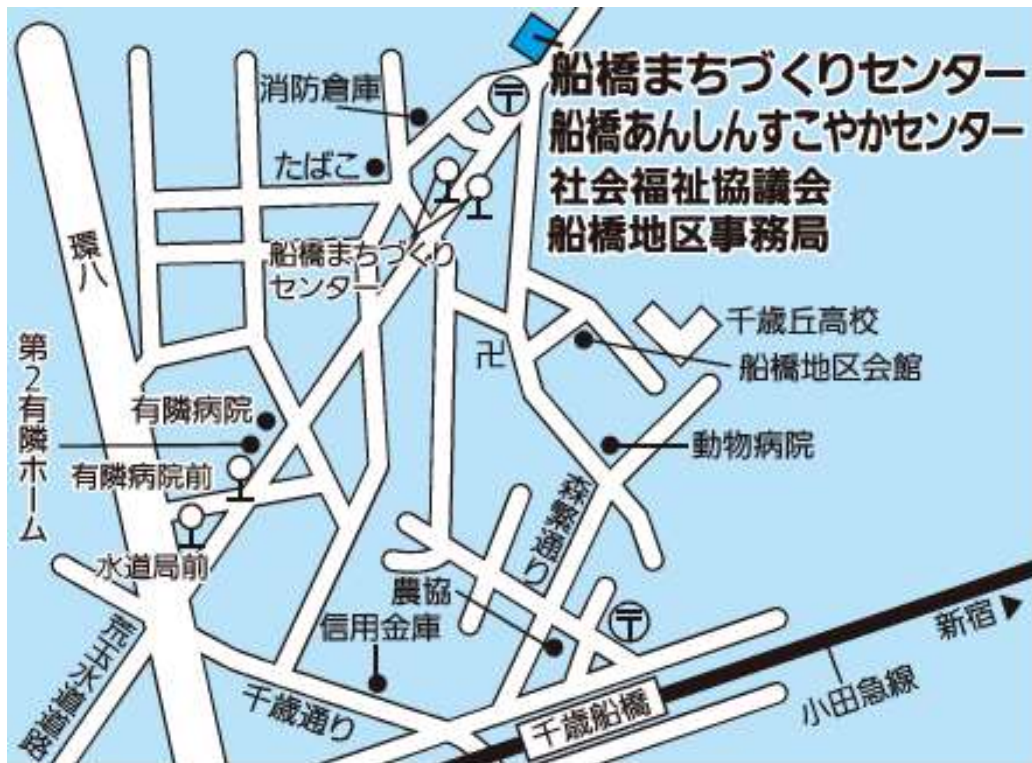 船橋まちづくりセンター
船橋あんしんすこやかセンター
社会福祉協議会
船橋地区事務局
消防倉庫
〒
たばこ
船橋まちづくり
センター
環八
千歳丘高校
船橋地区会館
卍
第2有隣ホーム
有隣病院
有隣病院前
動物病院
森繁通り
水道局前
農協
信用金庫
〒
新宿▶
荒玉水道道路
千歳通り
千歳船橋
小田急線